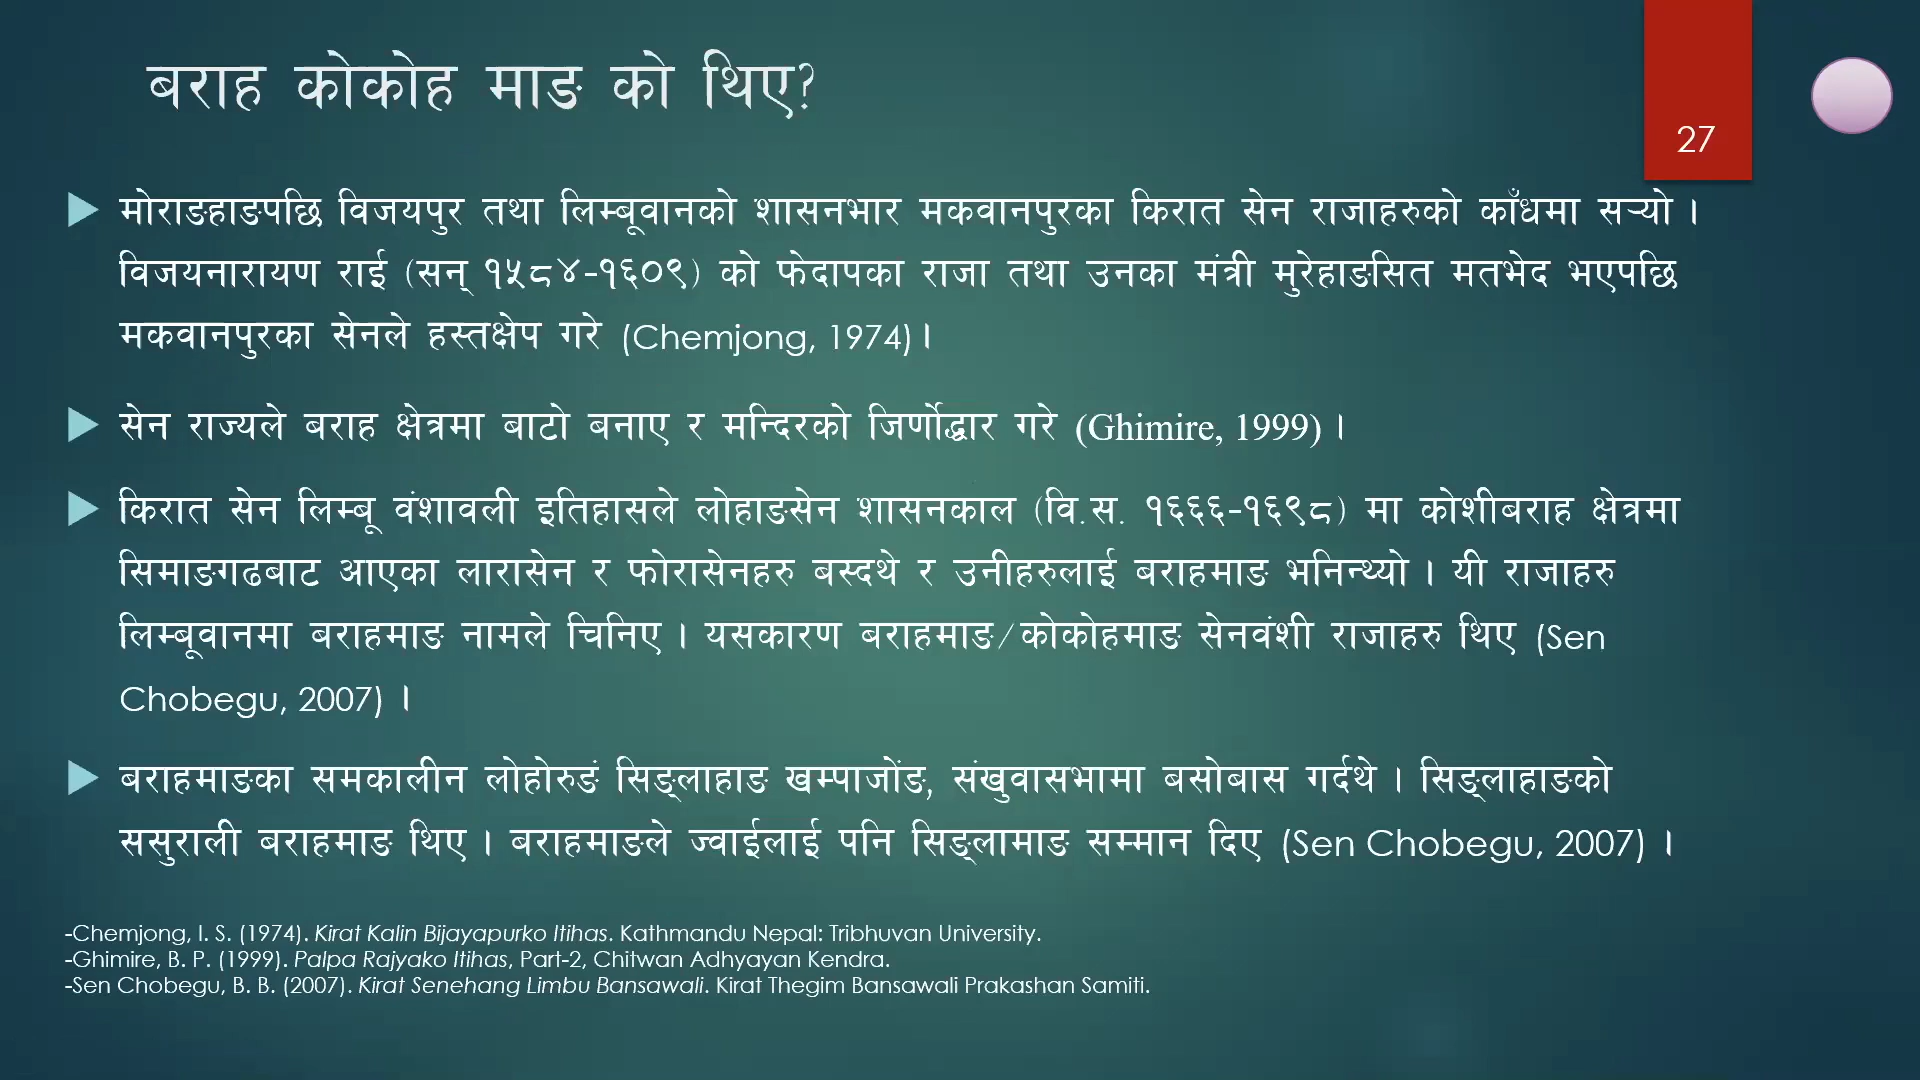 बराह कोकोह माङ को थिए?
27
मोराङहाङपछि विजयपुर तथा लिम्बूवानको शासनभार मकवानपुरका किरात सेन राजाहरुको काँधमा सऱ्यो ।
विजयनारायण राई (सन् १५८४-१६०९) को फेदापका राजा तथा उनका मंत्री मुरेहाङसित मतभेद भएपछि
मकवानपुरका सेनले हस्तक्षेप गरे (Chemjong, 1974)।
सेन राज्यले बराह क्षेत्रमा बाटो बनाए र मन्दिरको जिर्णोद्धार गरे (Ghimire, 1999) ।
किरात सेन लिम्बू वंशावली इतिहासले लोहाङसेन शासनकाल (वि.स. १६६६-१६९८) मा कोशीबराह क्षेत्रमा
सिमाङगढबाट आएका लारासेन र फोरासेनहरु बस्दथे र उनीहरुलाई बराहमाङ भनिन्थ्यो । यी राजाहरु
लिम्बूवानमा बराहमाङ नामले चिनिए । यसकारण बराहमाङ/कोकोहमाङ सेनवंशी राजाहरु थिए (Sen
Chobegu, 2007) ।
बराहमाङका समकालीन लोहोरुङं सिङ्लाहाङ खम्पाजोंङ, संखुवासभामा बसोबास गर्दथे । सिङ्लाहाङको
ससुराली बराहमाङ थिए । बराहमाङले ज्वाईलाई पनि सिङ्लामाङ सम्मान दिए (Sen Chobegu, 2007) ।
-Chemjong, I. S. (1974). Kirat Kalin Bijayapurko Itihas. Kathmandu Nepal: Tribhuvan University.
-Ghimire, B. P. (1999). Palpa Rajyako Itihas, Part-2, Chitwan Adhyayan Kendra.
-Sen Chobegu, B. B. (2007). Kirat Senehang Limbu Bansawali. Kirat Thegim Bansawali Prakashan Samiti.